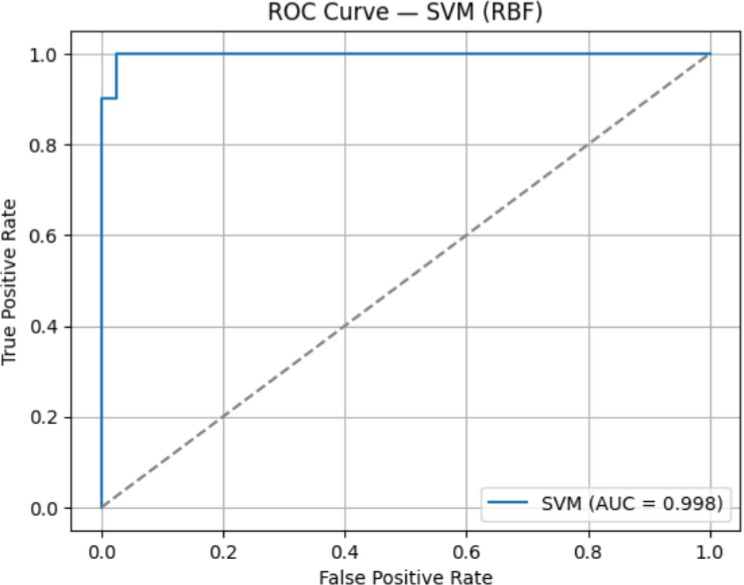 ROC Curve — SVM (RBF)
True Positive Rate
1.0
0.8
0.6
0.4
0.2
0.0
SVM (AUC = 0.998)
0.0 0.2 0.4 0.6 0.8 1.0
False Positive Rate